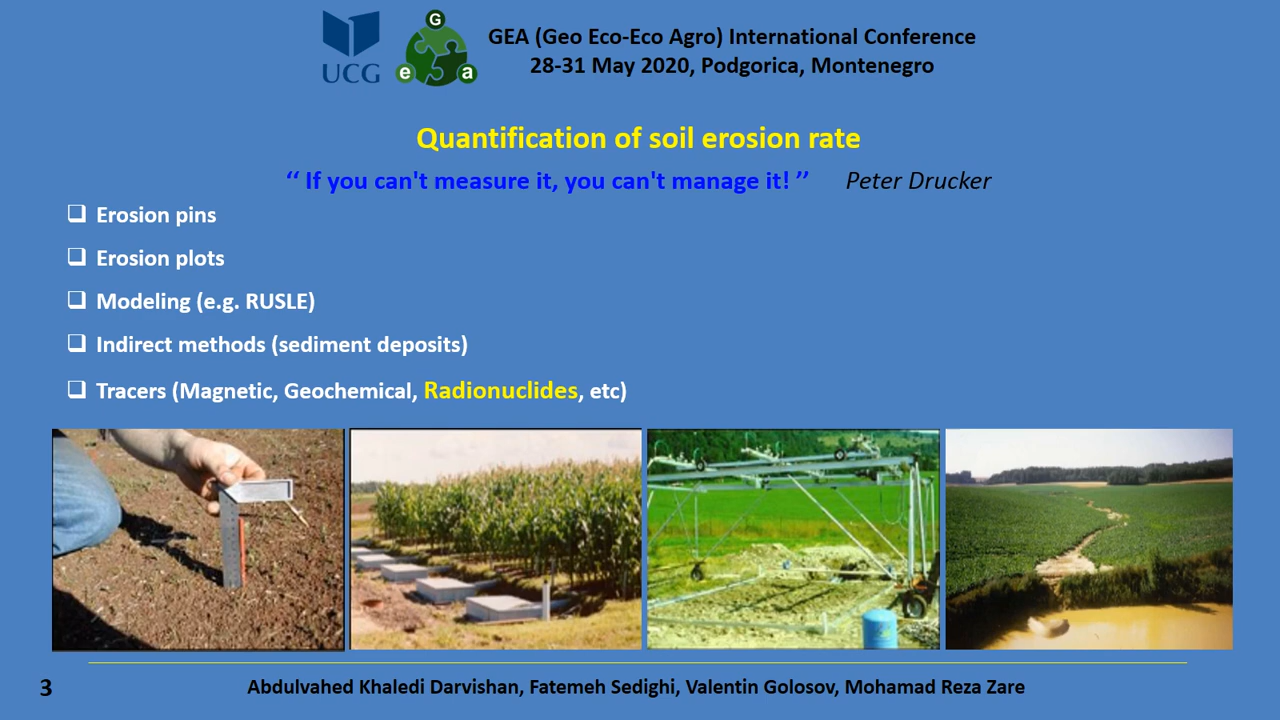 UCG
G
e
a
GEA (Geo Eco-Eco Agro) International Conference
28-31 May 2020, Podgorica, Montenegro
Quantification of soil erosion rate
‘‘ If you can't measure it, you can't manage it! ’’ Peter Drucker
❑ Erosion pins
❑ Erosion plots
❑ Modeling (e.g. RUSLE)
❑ Indirect methods (sediment deposits)
❑ Tracers (Magnetic, Geochemical, Radionuclides, etc)
3
Abdulvahed Khaledi Darvishan, Fatemeh Sedighi, Valentin Golosov, Mohamad Reza Zare